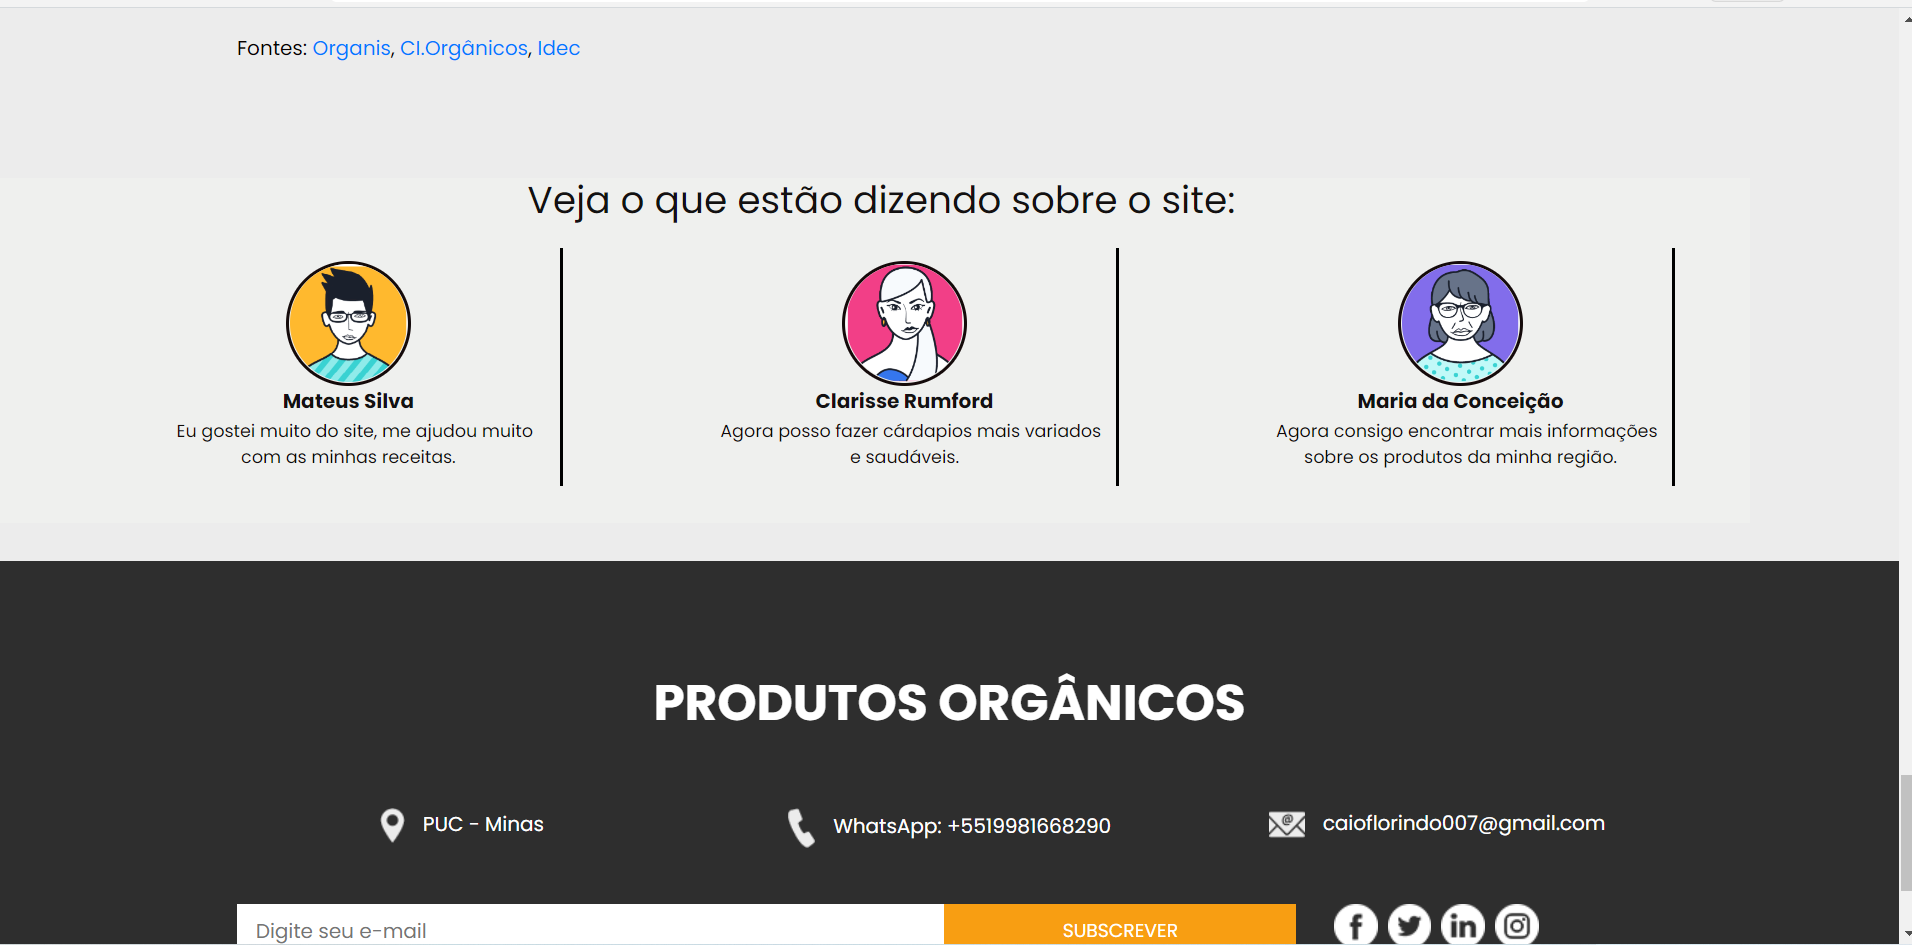 Fontes: Organis, CI.Orgânicos, Idec
Veja o que estão dizendo sobre o site:
Mateus Silva
Eu gostei muito do site, me ajudou muito
com as minhas receitas.
Clarisse Rumford
Agora posso fazer cárdapios mais variados
e saudáveis.
Maria da Conceição
Agora consigo encontrar mais informações
sobre os produtos da minha região.
PRODUTOS ORGÂNICOS
PUC - Minas
WhatsApp: +5519981668290
caioflorindo007@gmail.com
Digite seu e-mail
SUBSCREVER